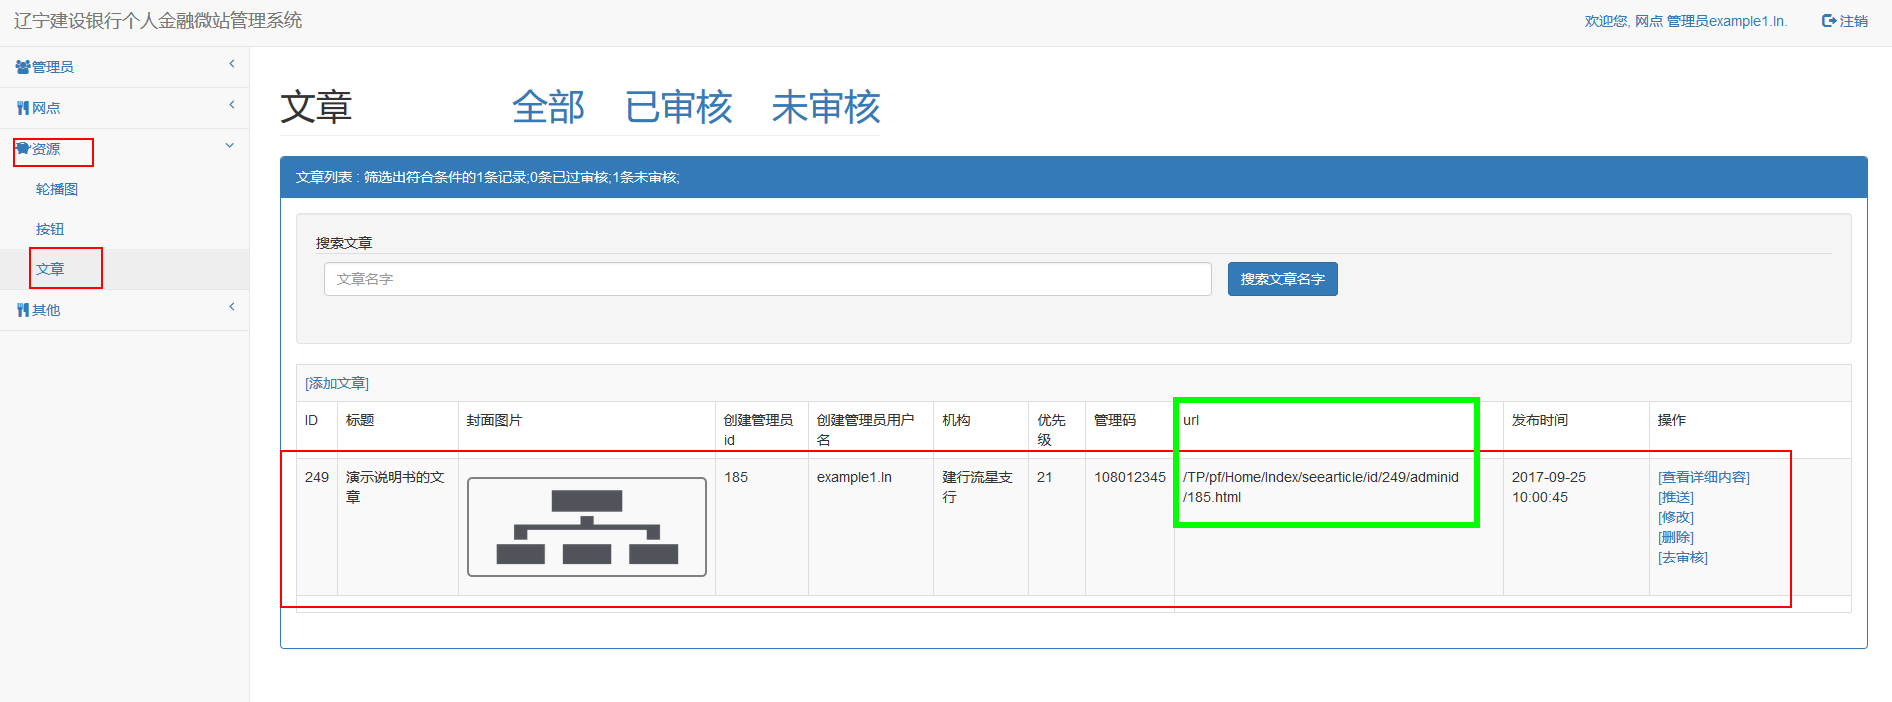 辽宁建设银行个人金融微站管理系统
欢迎您, 网点 管理员example1.ln.
注销
管理员
网点
资源
轮播图
按钮
文章
其他
文章 全部 已审核 未审核
文章列表 : 筛选出符合条件的1条记录;0条已过审核;1条未审核;
搜索文章
文章名字
搜索文章名字
[添加文章]
ID
标题
封面图片
创建管理员
id
创建管理员用户
名
机构
优先
级
管理码
url
发布时间
操作
249
演示说明书的文
章
185
example1.ln
建行流星支
行
21
108012345
/TP/pf/Home/Index/seearticle/id/249/adminid
/185.html
2017-09-25
10:00:45
[查看详细内容]
[推送]
[修改]
[删除]
[去审核]